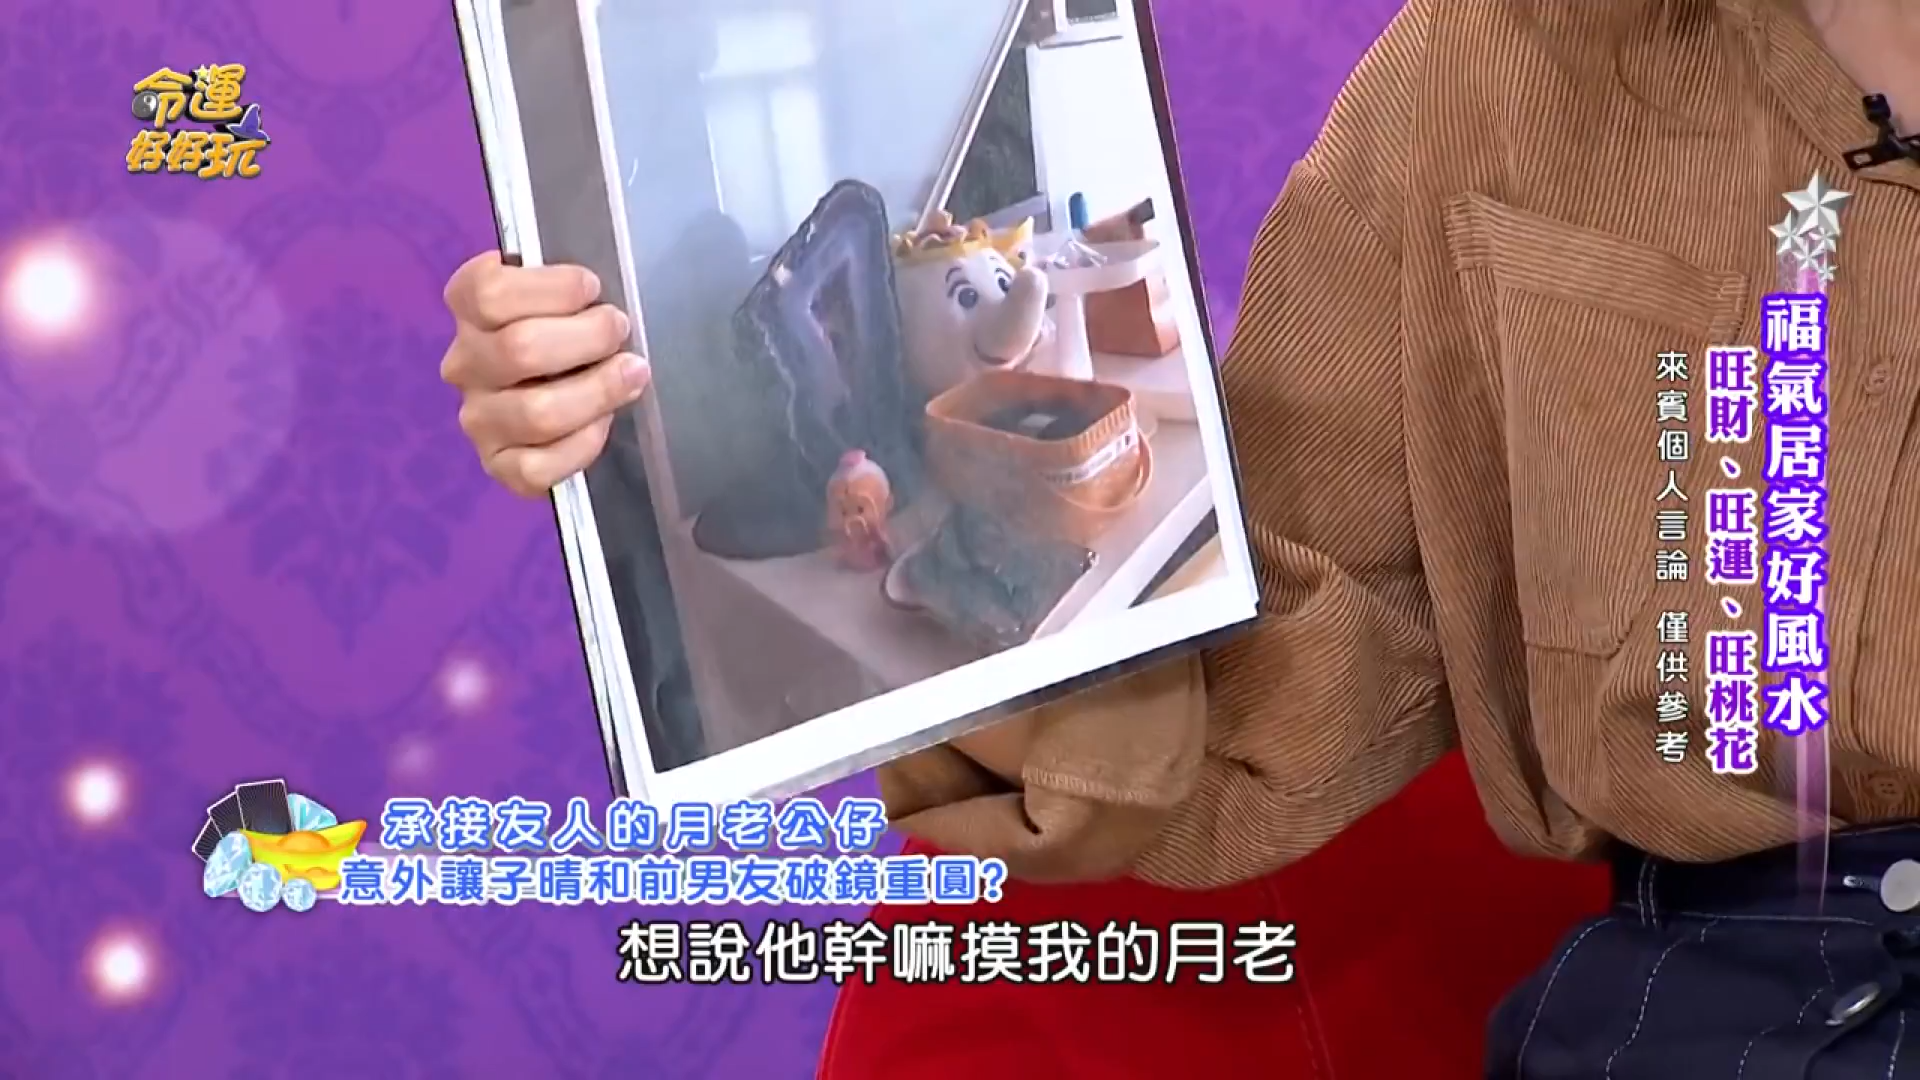 命運
好好玩
福氣居家好風水
旺財、旺運、旺桃花
來賓個人言論 僅供參考
承接友人的月老公仔
意外讓子晴和前男友破鏡重圓?
想說他幹嘛摸我的月老